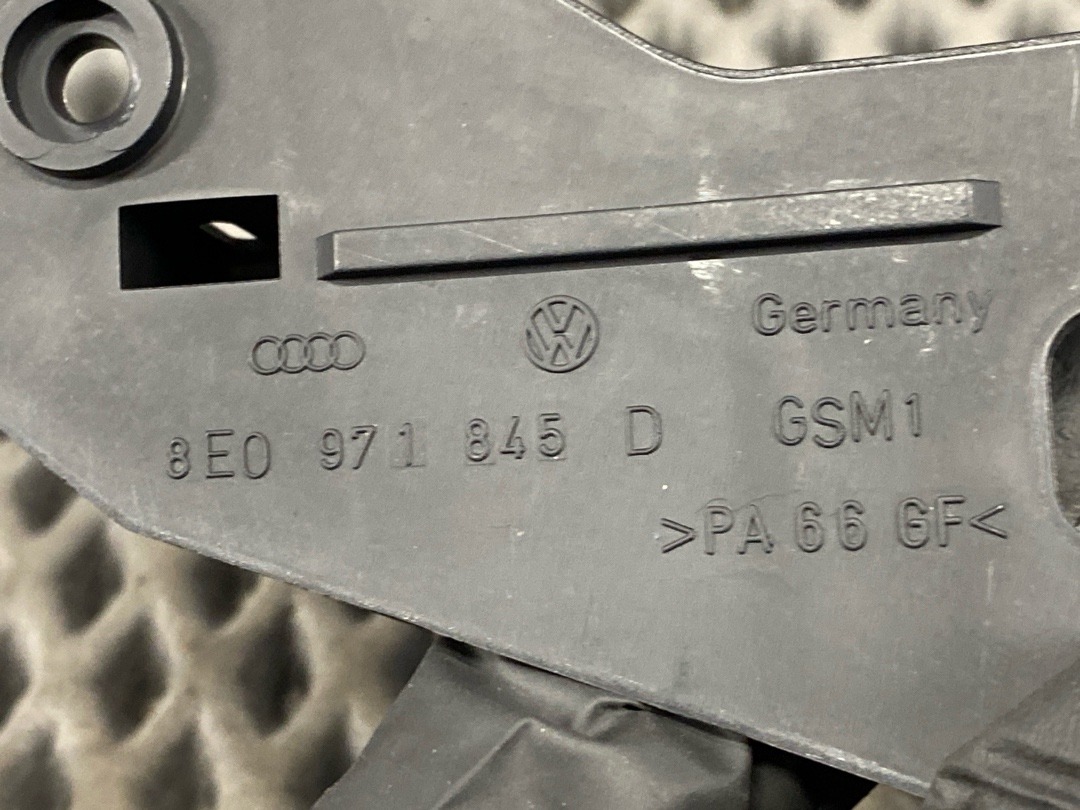 Germany
8E0 971 845 D GSM1
>PA 66 GF<